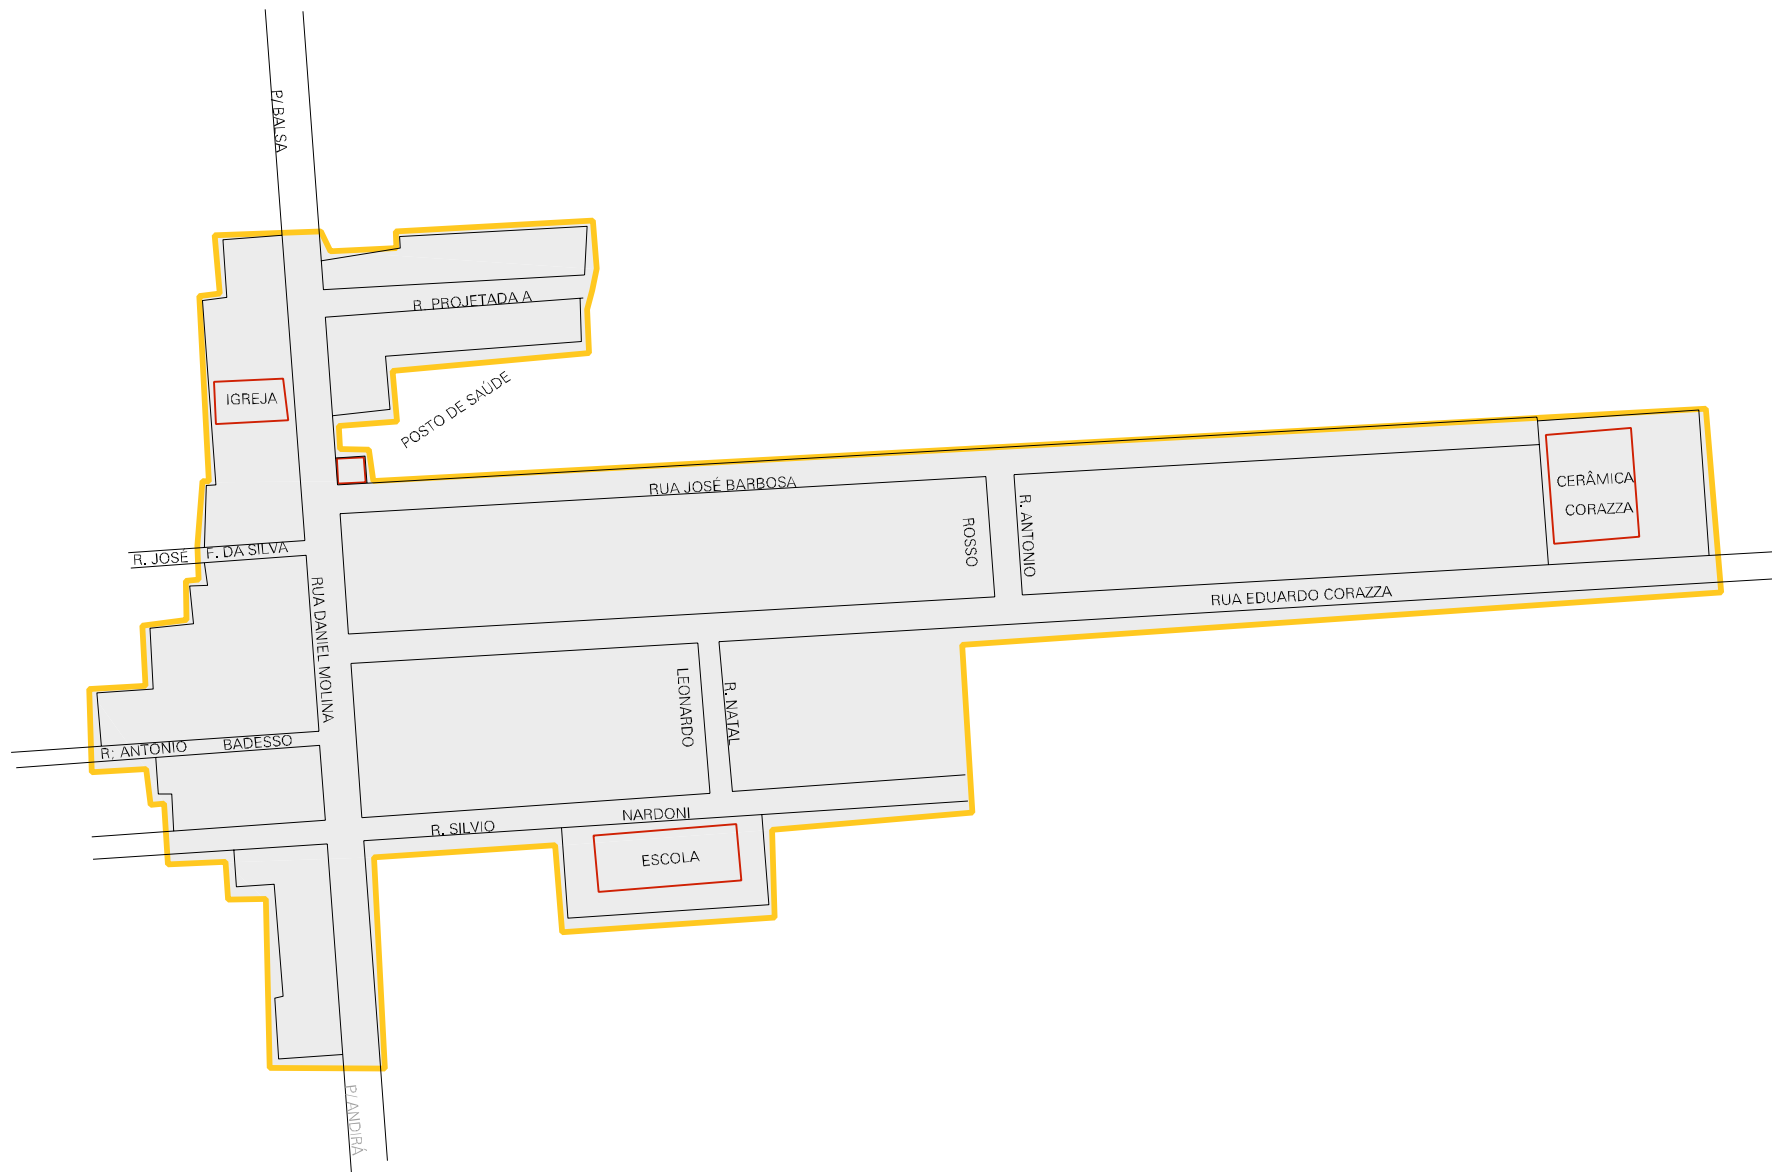 P/ BALSA
R. PROJETADA A
IGREJA
POSTO DE SAÚDE
RUA JOSÉ BARBOSA
CERÂMICA
CORAZZA
R. ANTONIO
ROSSO
R. JOSÉ F. DA SILVA
RUA EDUARDO CORAZZA
RUA DANIEL MOLINA
R. NATAL
LEONARDO
R; ANTONIO BADESSO
R. SILVIO NARDONI
ESCOLA
P/ ANDIRÁ